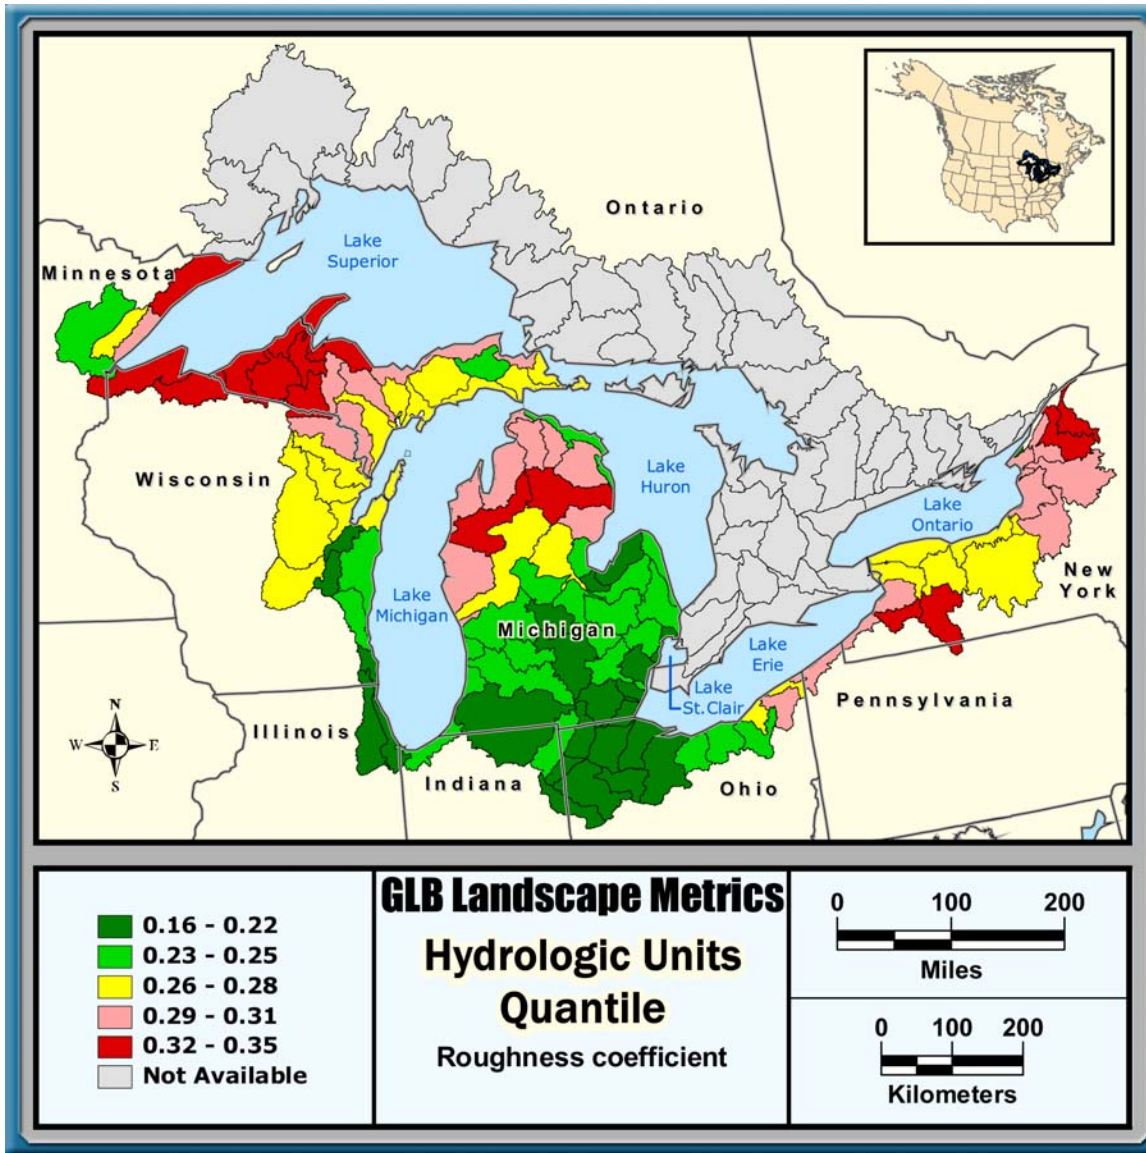 Ontario
Lake
Superior
Minnesota
Wisconsin
Lake
Huron
Lake
Ontario
New
York
Lake
Michigan
Michigan
Lake
Erie
Lake
St.Clair
Pennsylvania
Illinois
Indiana
Ohio
N
W
E
S
0.16 - 0.22
0.23 - 0.25
0.26 - 0.28
0.29 - 0.31
0.32 - 0.35
Not Available
GLB Landscape Metrics
Hydrologic Units
Quantile
Roughness coefficient
0 100 200
Miles
0 100 200
Kilometers